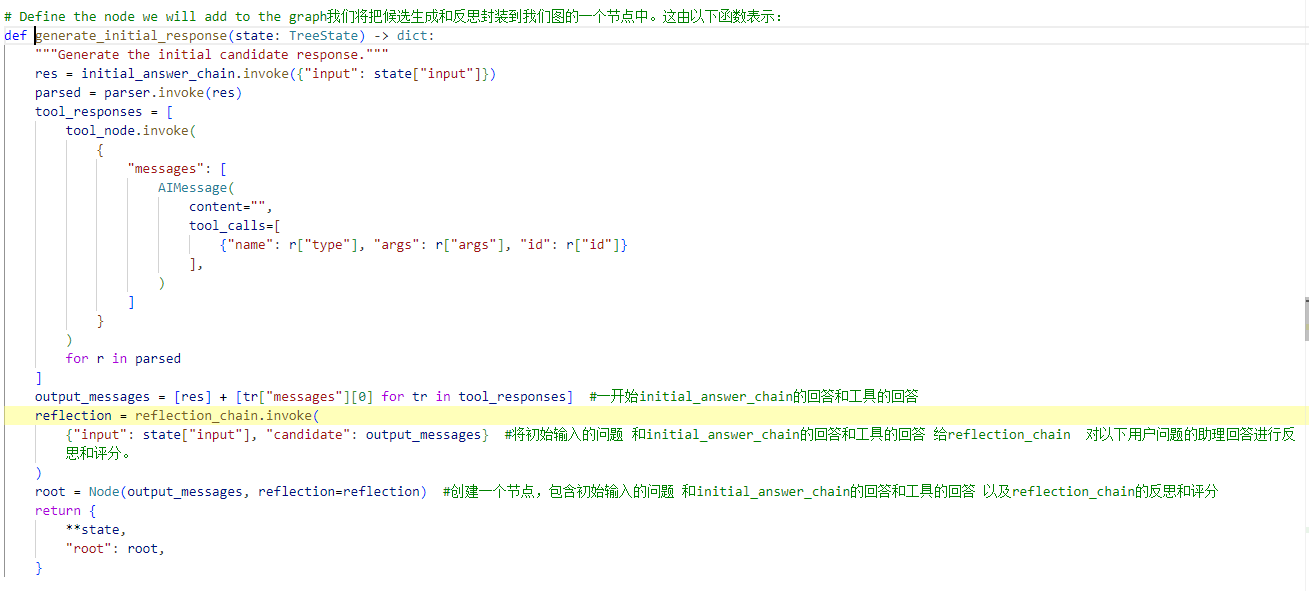 # Define the node we will add to the graph我们将把候选生成和反思封装到我们图的一个节点中。这由以下函数表示:
def generate_initial_response(state: TreeState) -> dict:
    """Generate the initial candidate response."""
    res = initial_answer_chain.invoke({"input": state["input"]})
    parsed = parser.invoke(res)
    tool_responses = [
        tool_node.invoke(
            {
                "messages": [
                    AIMessage(
                        content="",
                        tool_calls=[
                            {"name": r["type"], "args": r["args"], "id": r["id"]}
                        ],
                    )
                ]
            }
        )
        for r in parsed
    ]
    output_messages = [res] + [tr["messages"][0] for tr in tool_responses]  #一开始initial_answer_chain的回答和工具的回答
    reflection = reflection_chain.invoke(
        {"input": state["input"], "candidate": output_messages}  #将初始输入的问题 和initial_answer_chain的回答和工具的回答 给reflection_chain  对以下用户问题的助理回答进行反
        思和评分。
    )
    root = Node(output_messages, reflection=reflection)  #创建一个节点，包含初始输入的问题 和initial_answer_chain的回答和工具的回答 以及reflection_chain的反思和评分
    return {
        **state,
        "root": root,
    }